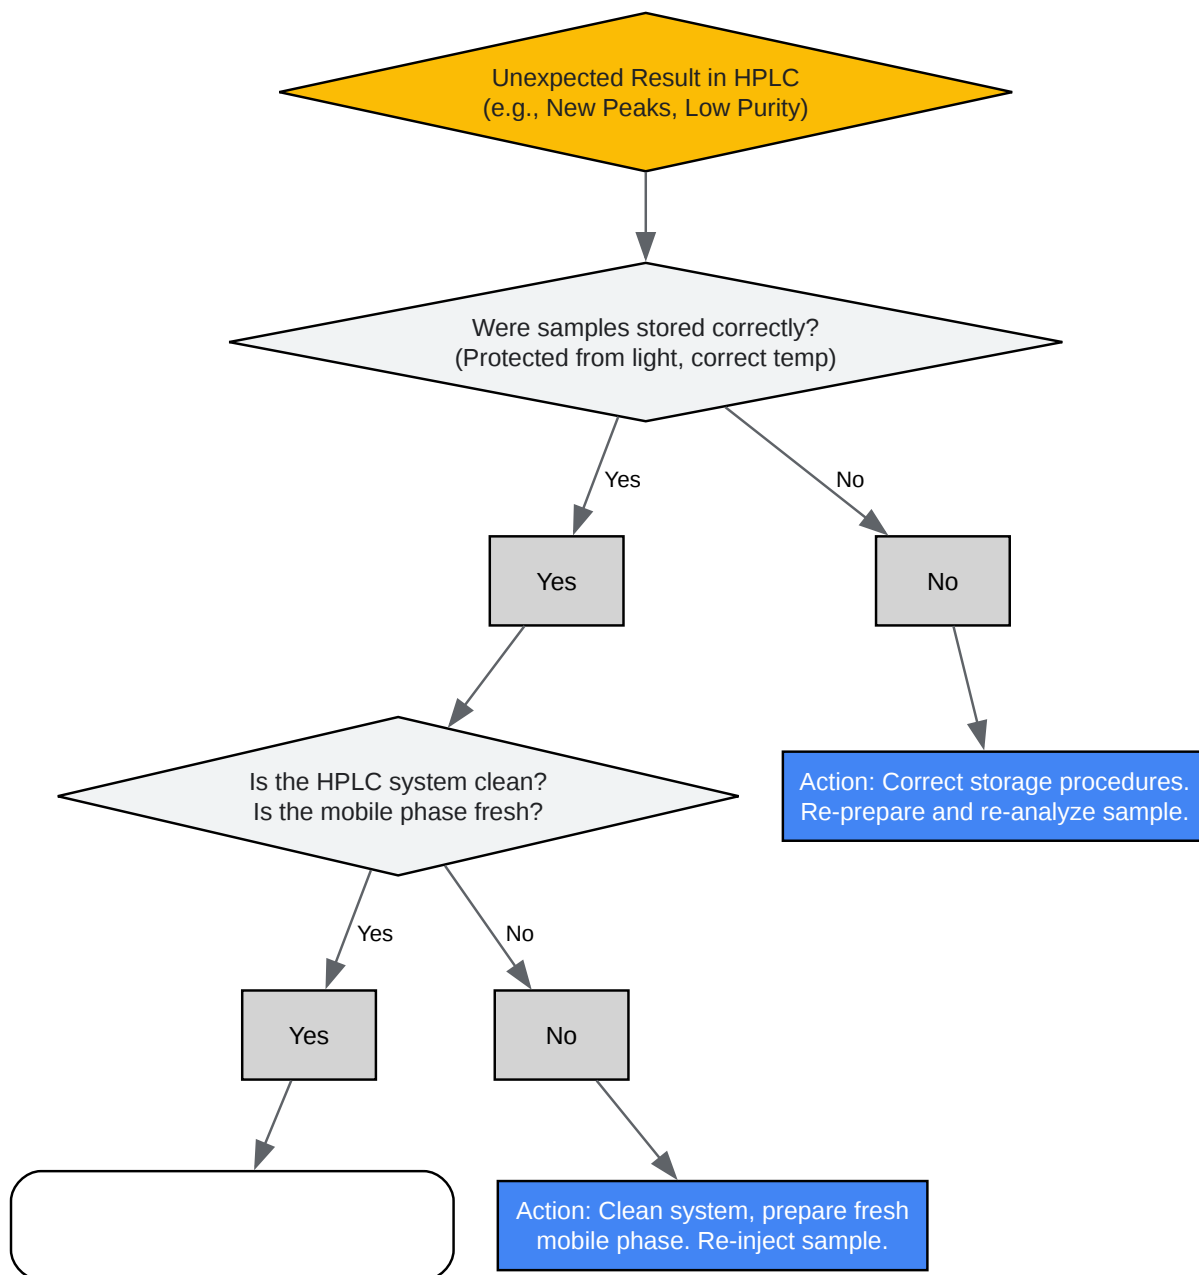 Unexpected Result in HPLC
(e.g., New Peaks, Low Purity)
Were samples stored correctly?
(Protected from light, correct temp)
Yes
No
Yes
No
Is the HPLC system clean?
Is the mobile phase fresh?
Action: Correct storage procedures.
Re-prepare and re-analyze sample.
Yes
No
Yes
No
Action: Clean system, prepare fresh
mobile phase. Re-inject sample.